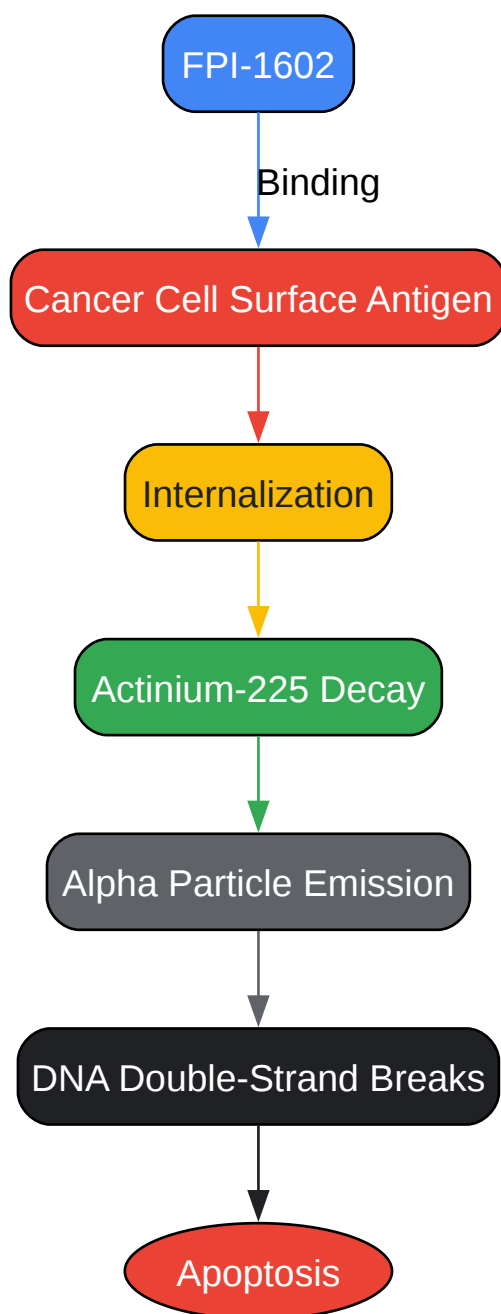 FPI-1602
Binding
Cancer Cell Surface Antigen
Internalization
Actinium-225 Decay
Alpha Particle Emission
DNA Double-Strand Breaks
Apoptosis